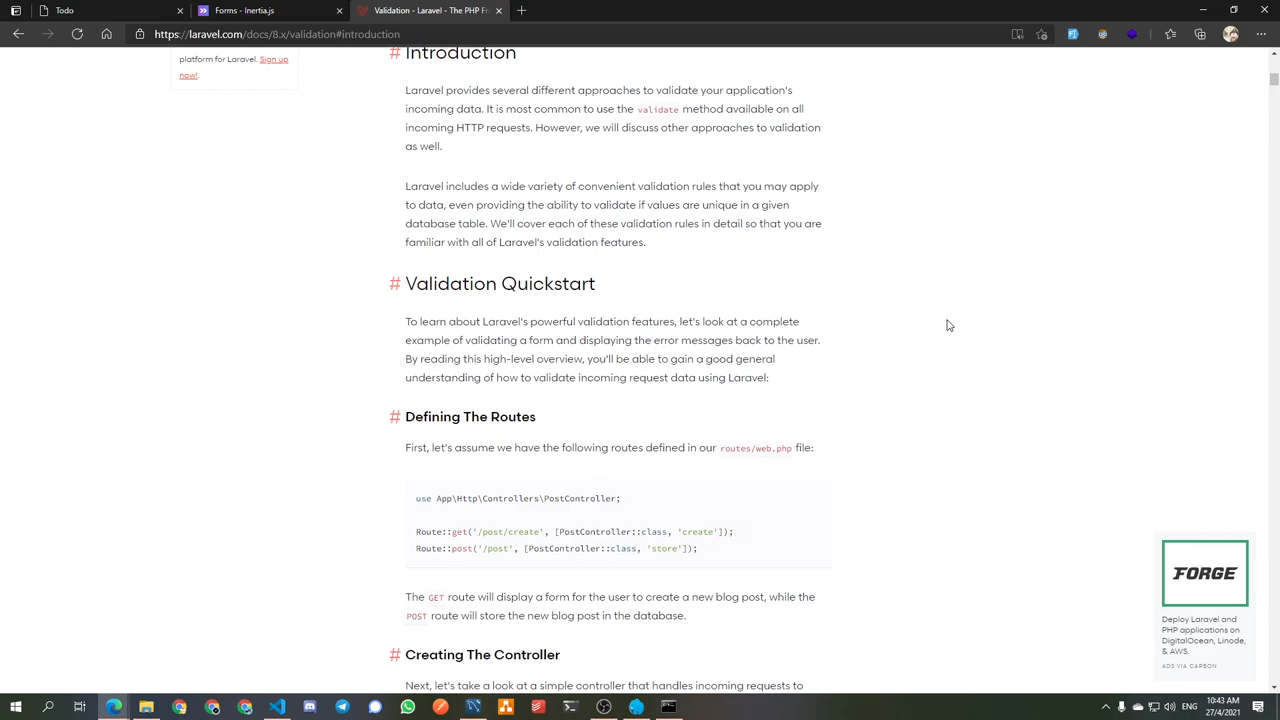 Todo
Forms - Inertia.js
Validation - Laravel - The PHP Fr
https://laravel.com/docs/8.x/validation#introduction
platform for Laravel. Sign up
now!.
# Introduction
Laravel provides several different approaches to validate your application's
incoming data. It is most common to use the validate method available on all
incoming HTTP requests. However, we will discuss other approaches to validation
as well.
Laravel includes a wide variety of convenient validation rules that you may apply
to data, even providing the ability to validate if values are unique in a given
database table. We'll cover each of these validation rules in detail so that you are
familiar with all of Laravel's validation features.
# Validation Quickstart
To learn about Laravel's powerful validation features, let's look at a complete
example of validating a form and displaying the error messages back to the user.
By reading this high-level overview, you'll be able to gain a good general
understanding of how to validate incoming request data using Laravel:
# Defining The Routes
First, let's assume we have the following routes defined in our routes/web.php file:
use App\Http\Controllers\PostController;
Route::get('/post/create', [PostController::class, 'create']);
Route::post('/post', [PostController::class, 'store']);
The GET route will display a form for the user to create a new blog post, while the
POST route will store the new blog post in the database.
# Creating The Controller
Next, let's take a look at a simple controller that handles incoming requests to
FORGE
Deploy Laravel and
PHP applications on
DigitalOcean, Linode,
& AWS.
ADS VIA CARBON
ENG
10:43 AM
27/4/2021